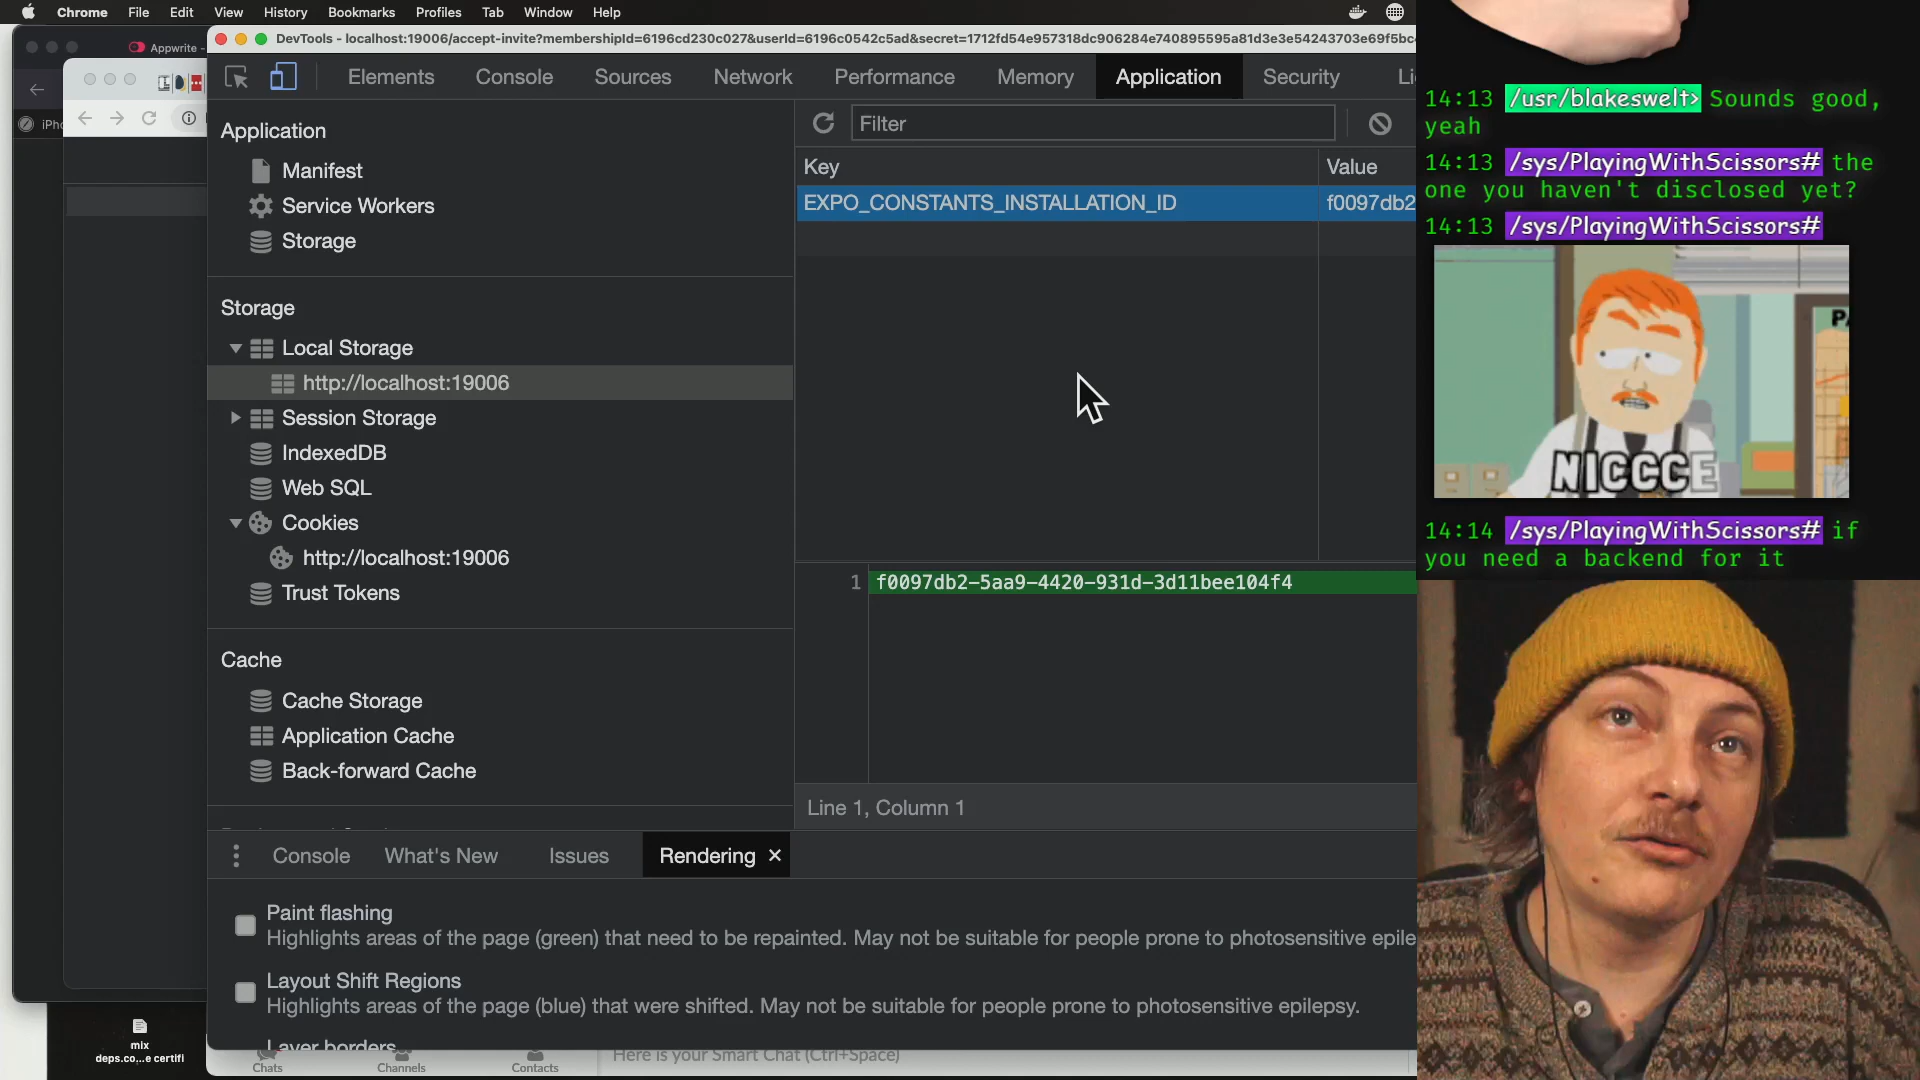 Chrome File Edit View History Bookmarks Profiles Tab Window Help
Appwrite -
DevTools - localhost:19006/accept-invite?membershipId=6196cd230c027&userId=6196c0542c5ad&secret=1712fd54e957318dc906284e740895595a81d3e3e54243703e69f5bc
Elements Console Sources Network Performance Memory Application Security
iPho
Application
Filter
Manifest
Key Value
Service Workers
EXPO_CONSTANTS_INSTALLATION_ID f0097db2
Storage
Storage
Local Storage
http://localhost:19006
Session Storage
IndexedDB
Web SQL
Cookies
http://localhost:19006
Trust Tokens
1 f0097db2-5aa9-4420-931d-3d11bee104f4
Cache
Cache Storage
Application Cache
Back-forward Cache
Line 1, Column 1
Console What's New Issues Rendering ×
Paint flashing
Highlights areas of the page (green) that need to be repainted. May not be suitable for people prone to photosensitive epile
Layout Shift Regions
Highlights areas of the page (blue) that were shifted. May not be suitable for people prone to photosensitive epilepsy.
Layer borders
mix
deps.co...e certifi
Chats Channels Contacts
Here is your Smart Chat (Ctrl+Space)
14:13 /usr/blakeswelt> Sounds good,
yeah
14:13 /sys/PlayingWithScissors# the
one you haven't disclosed yet?
14:13 /sys/PlayingWithScissors#
NICCCE
14:14 /sys/PlayingWithScissors# if
you need a backend for it